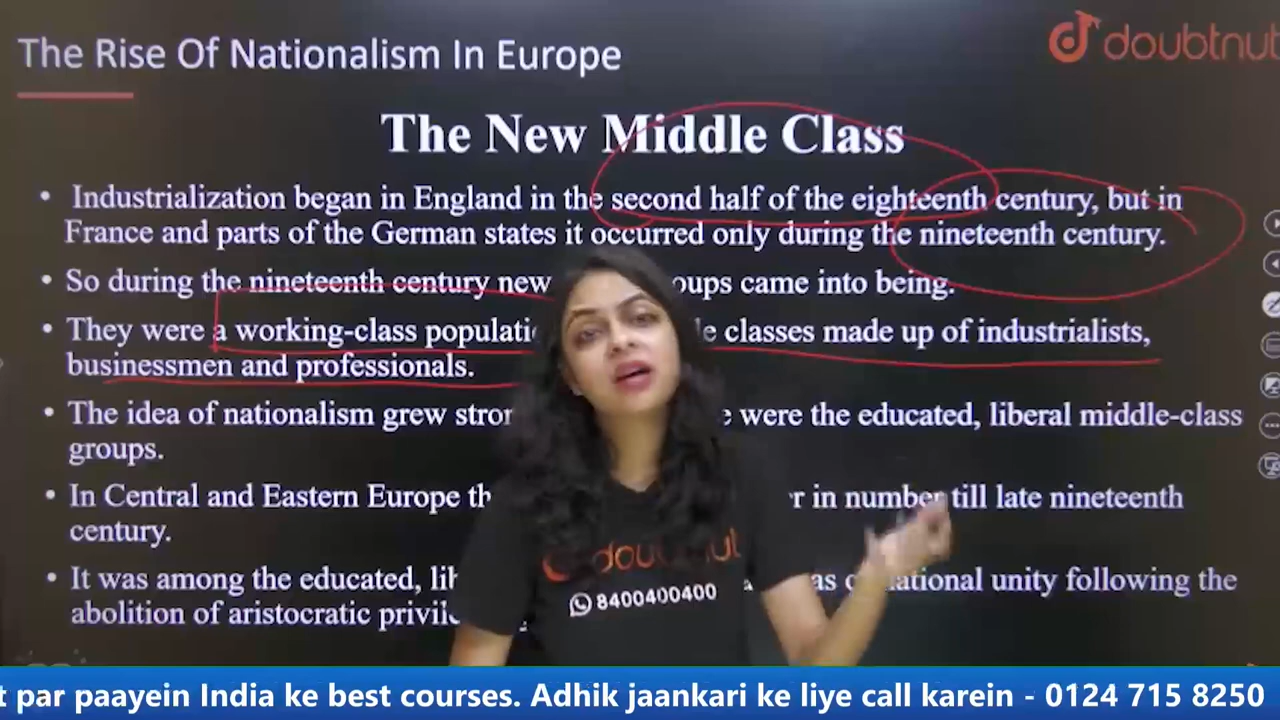 The Rise Of Nationalism In Europe
doubtnut
The New Middle Class
• Industrialization began in England in the second half of the eighteenth century, but in
France and parts of the German states it occurred only during the nineteenth century.
• So during the nineteenth century new oups came into being.
• They were a working-class populati e classes made up of industrialists,
businessmen and professionals.
• The idea of nationalism grew stron e were the educated, liberal middle-class
groups.
• In Central and Eastern Europe th r in number till late nineteenth
century.
• It was among the educated, lib as of national unity following the
abolition of aristocratic privile
doubtnut
8400400400
t par paayein India ke best courses. Adhik jaankari ke liye call karein - 0124 715 8250